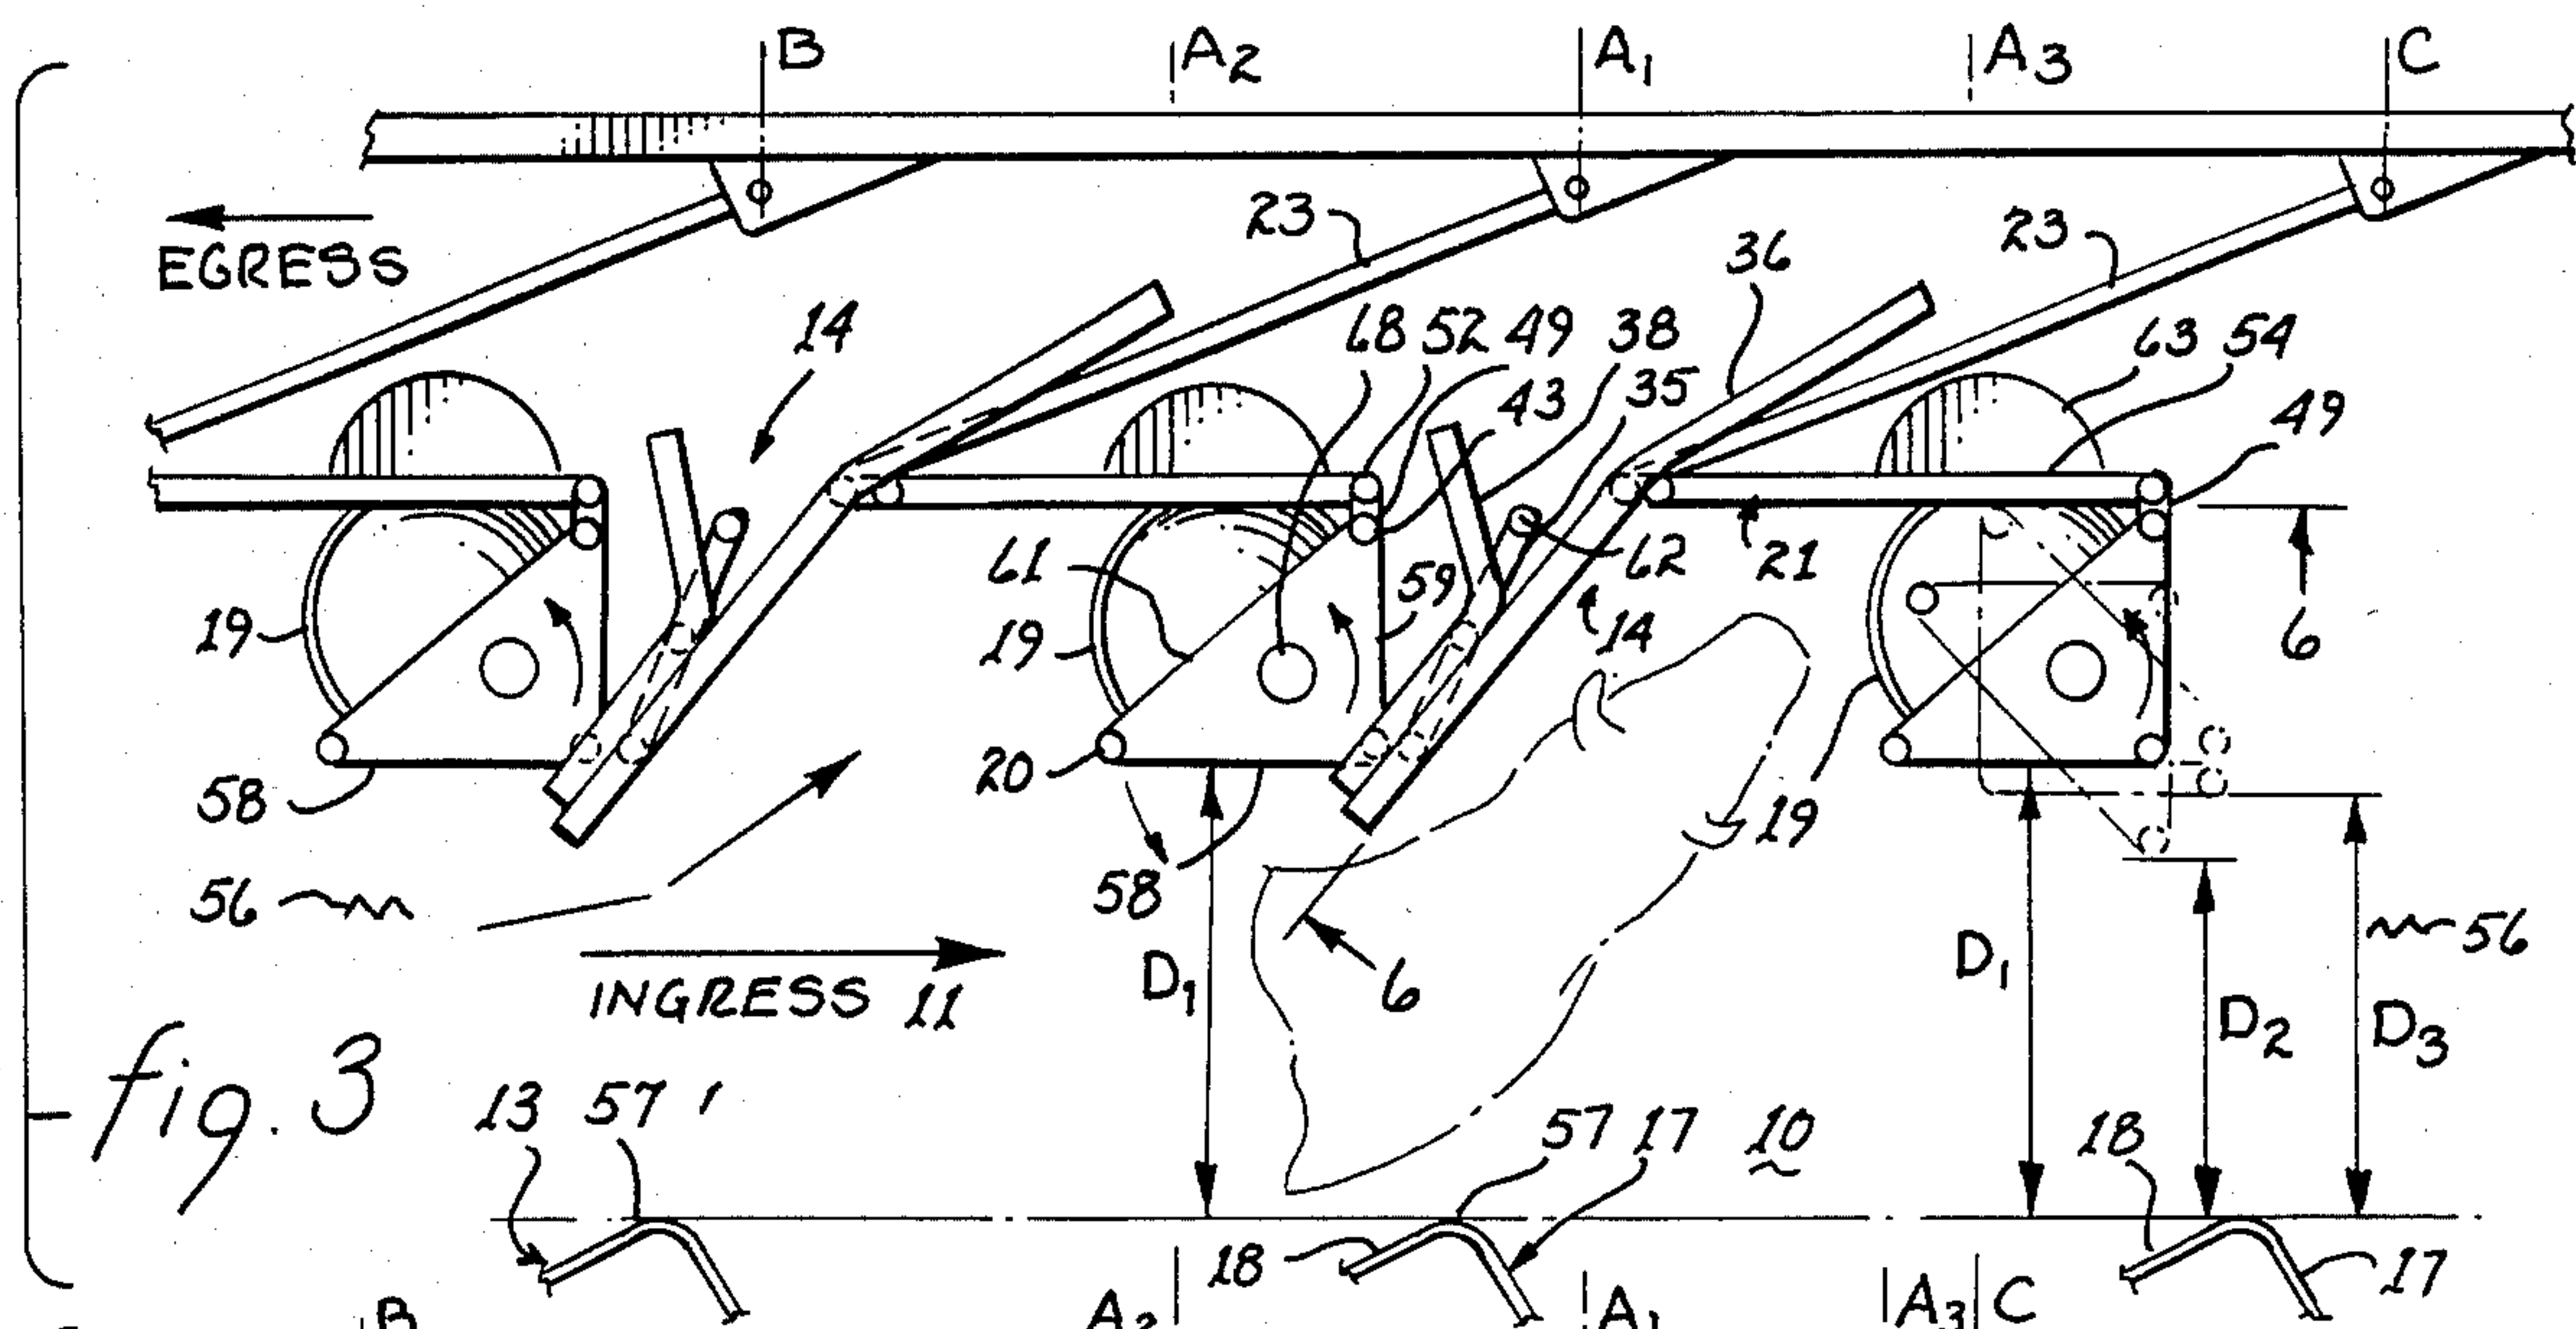 B A₂ A₁ A₃ C
EGRESS
23 23
36
14 68 52 49 38 63 54
43 35 49
61 59 62 21
19 19 14 6
20 19
58 58
56 6 56
INGRESS 11 D₁ D₁ D₂ D₃
fig. 3
13 57' 57 17 10 18
18 17
B A₂ A₁ A₃ C